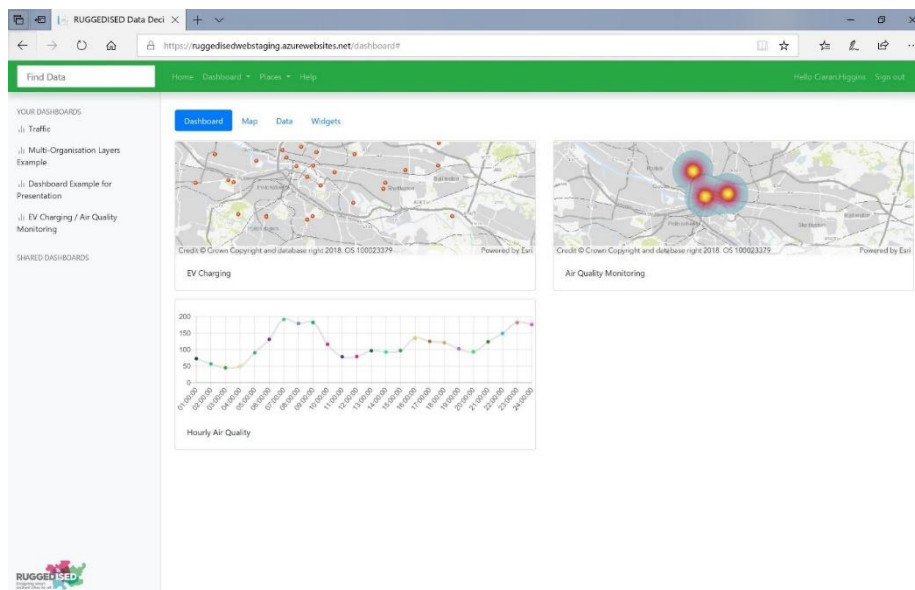 RUGGEDISED Data Deci
https://ruggedisedwebstaging.azurewebsites.net/dashboard#
Find Data
Home Dashboard Places Help
Hello Ciaran.Higgins Sign out
YOUR DASHBOARDS
Traffic
Multi-Organisation Layers
Example
Dashboard Example for
Presentation
EV Charging / Air Quality
Monitoring
SHARED DASHBOARDS
Dashboard Map Data Widgets
Credit © Crown Copyright and database right 2018. OS 100023379 Powered by Esri
EV Charging
Credit © Crown Copyright and database right 2018. OS 100023379 Powered by Esri
Air Quality Monitoring
200
150
100
50
0
01:00:00 02:00:00 03:00:00 04:00:00 05:00:00 06:00:00 07:00:00 08:00:00 09:00:00 10:00:00 11:00:00 12:00:00 13:00:00 14:00:00 15:00:00 16:00:00 17:00:00 18:00:00 19:00:00 20:00:00 21:00:00 22:00:00 23:00:00 24:00:00
Hourly Air Quality
RUGGEDISED